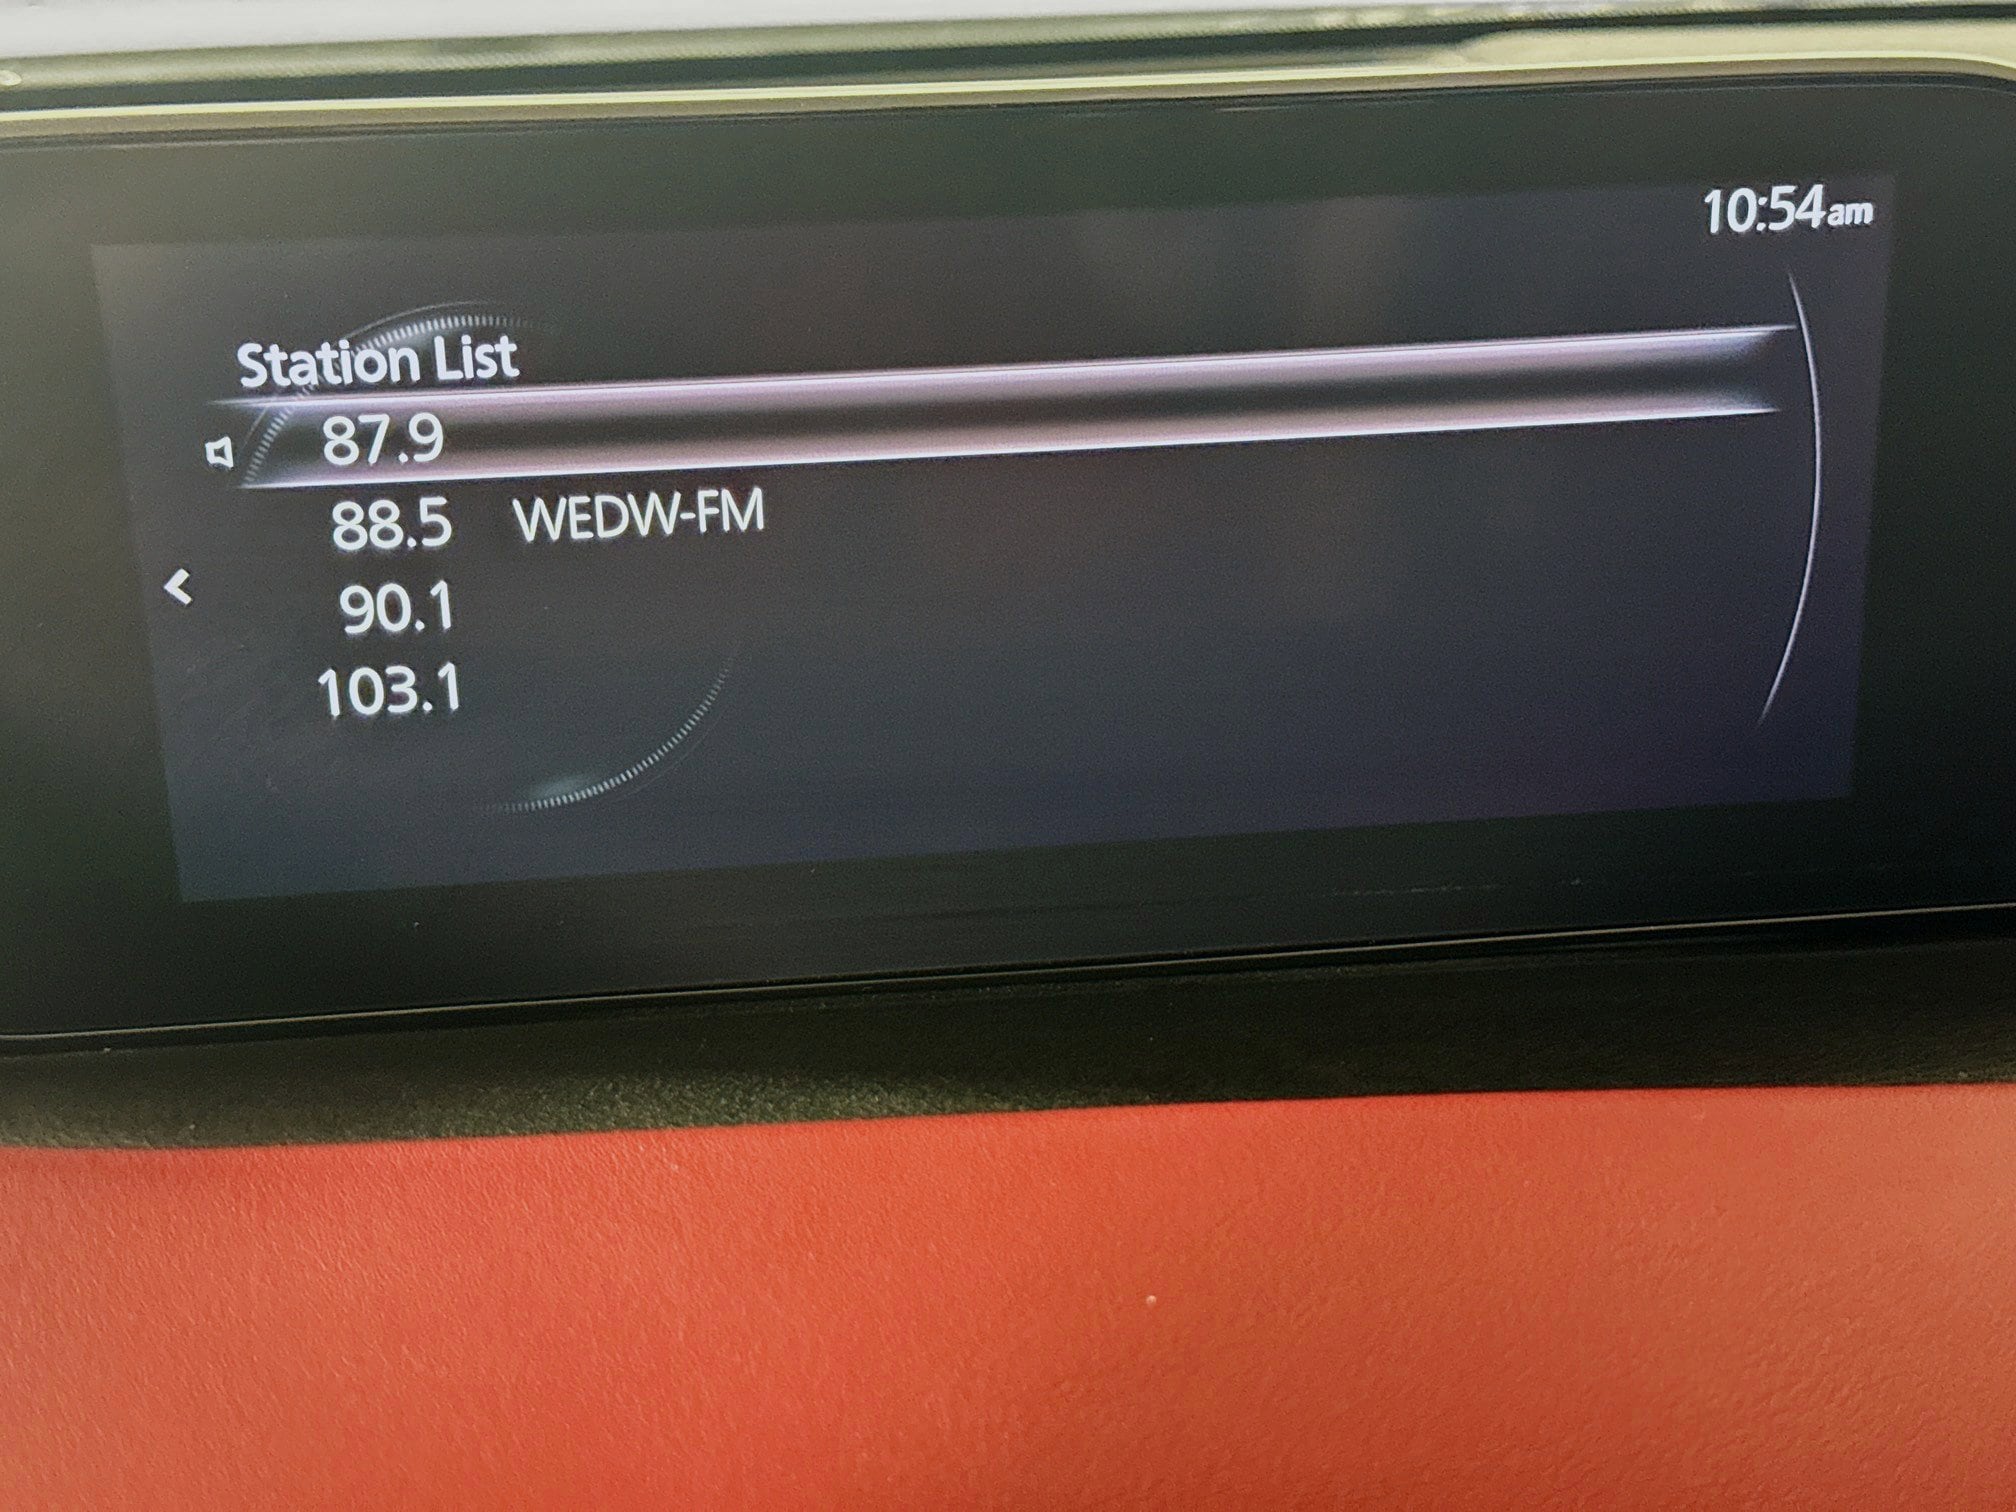 10:54am
Station List
87.9
88.5 WEDW-FM
90.1
103.1